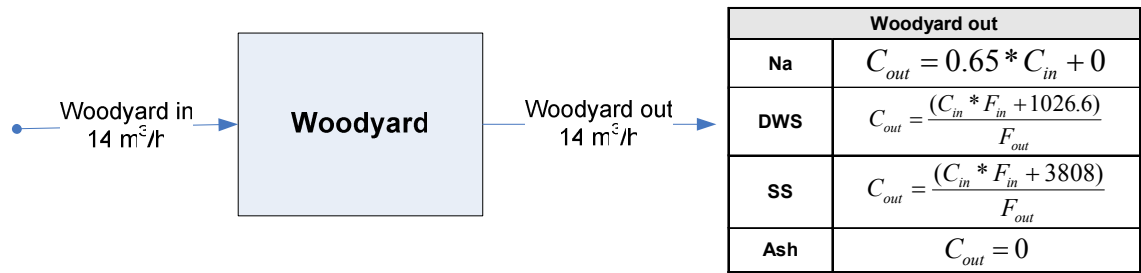 Woodyard in
14 m³/h
Woodyard
Woodyard out
14 m³/h
Woodyard out
Na C_out = 0.65 * C_in + 0
DWS C_out = (C_in * F_in + 1026.6) / F_out
SS C_out = (C_in * F_in + 3808) / F_out
Ash C_out = 0